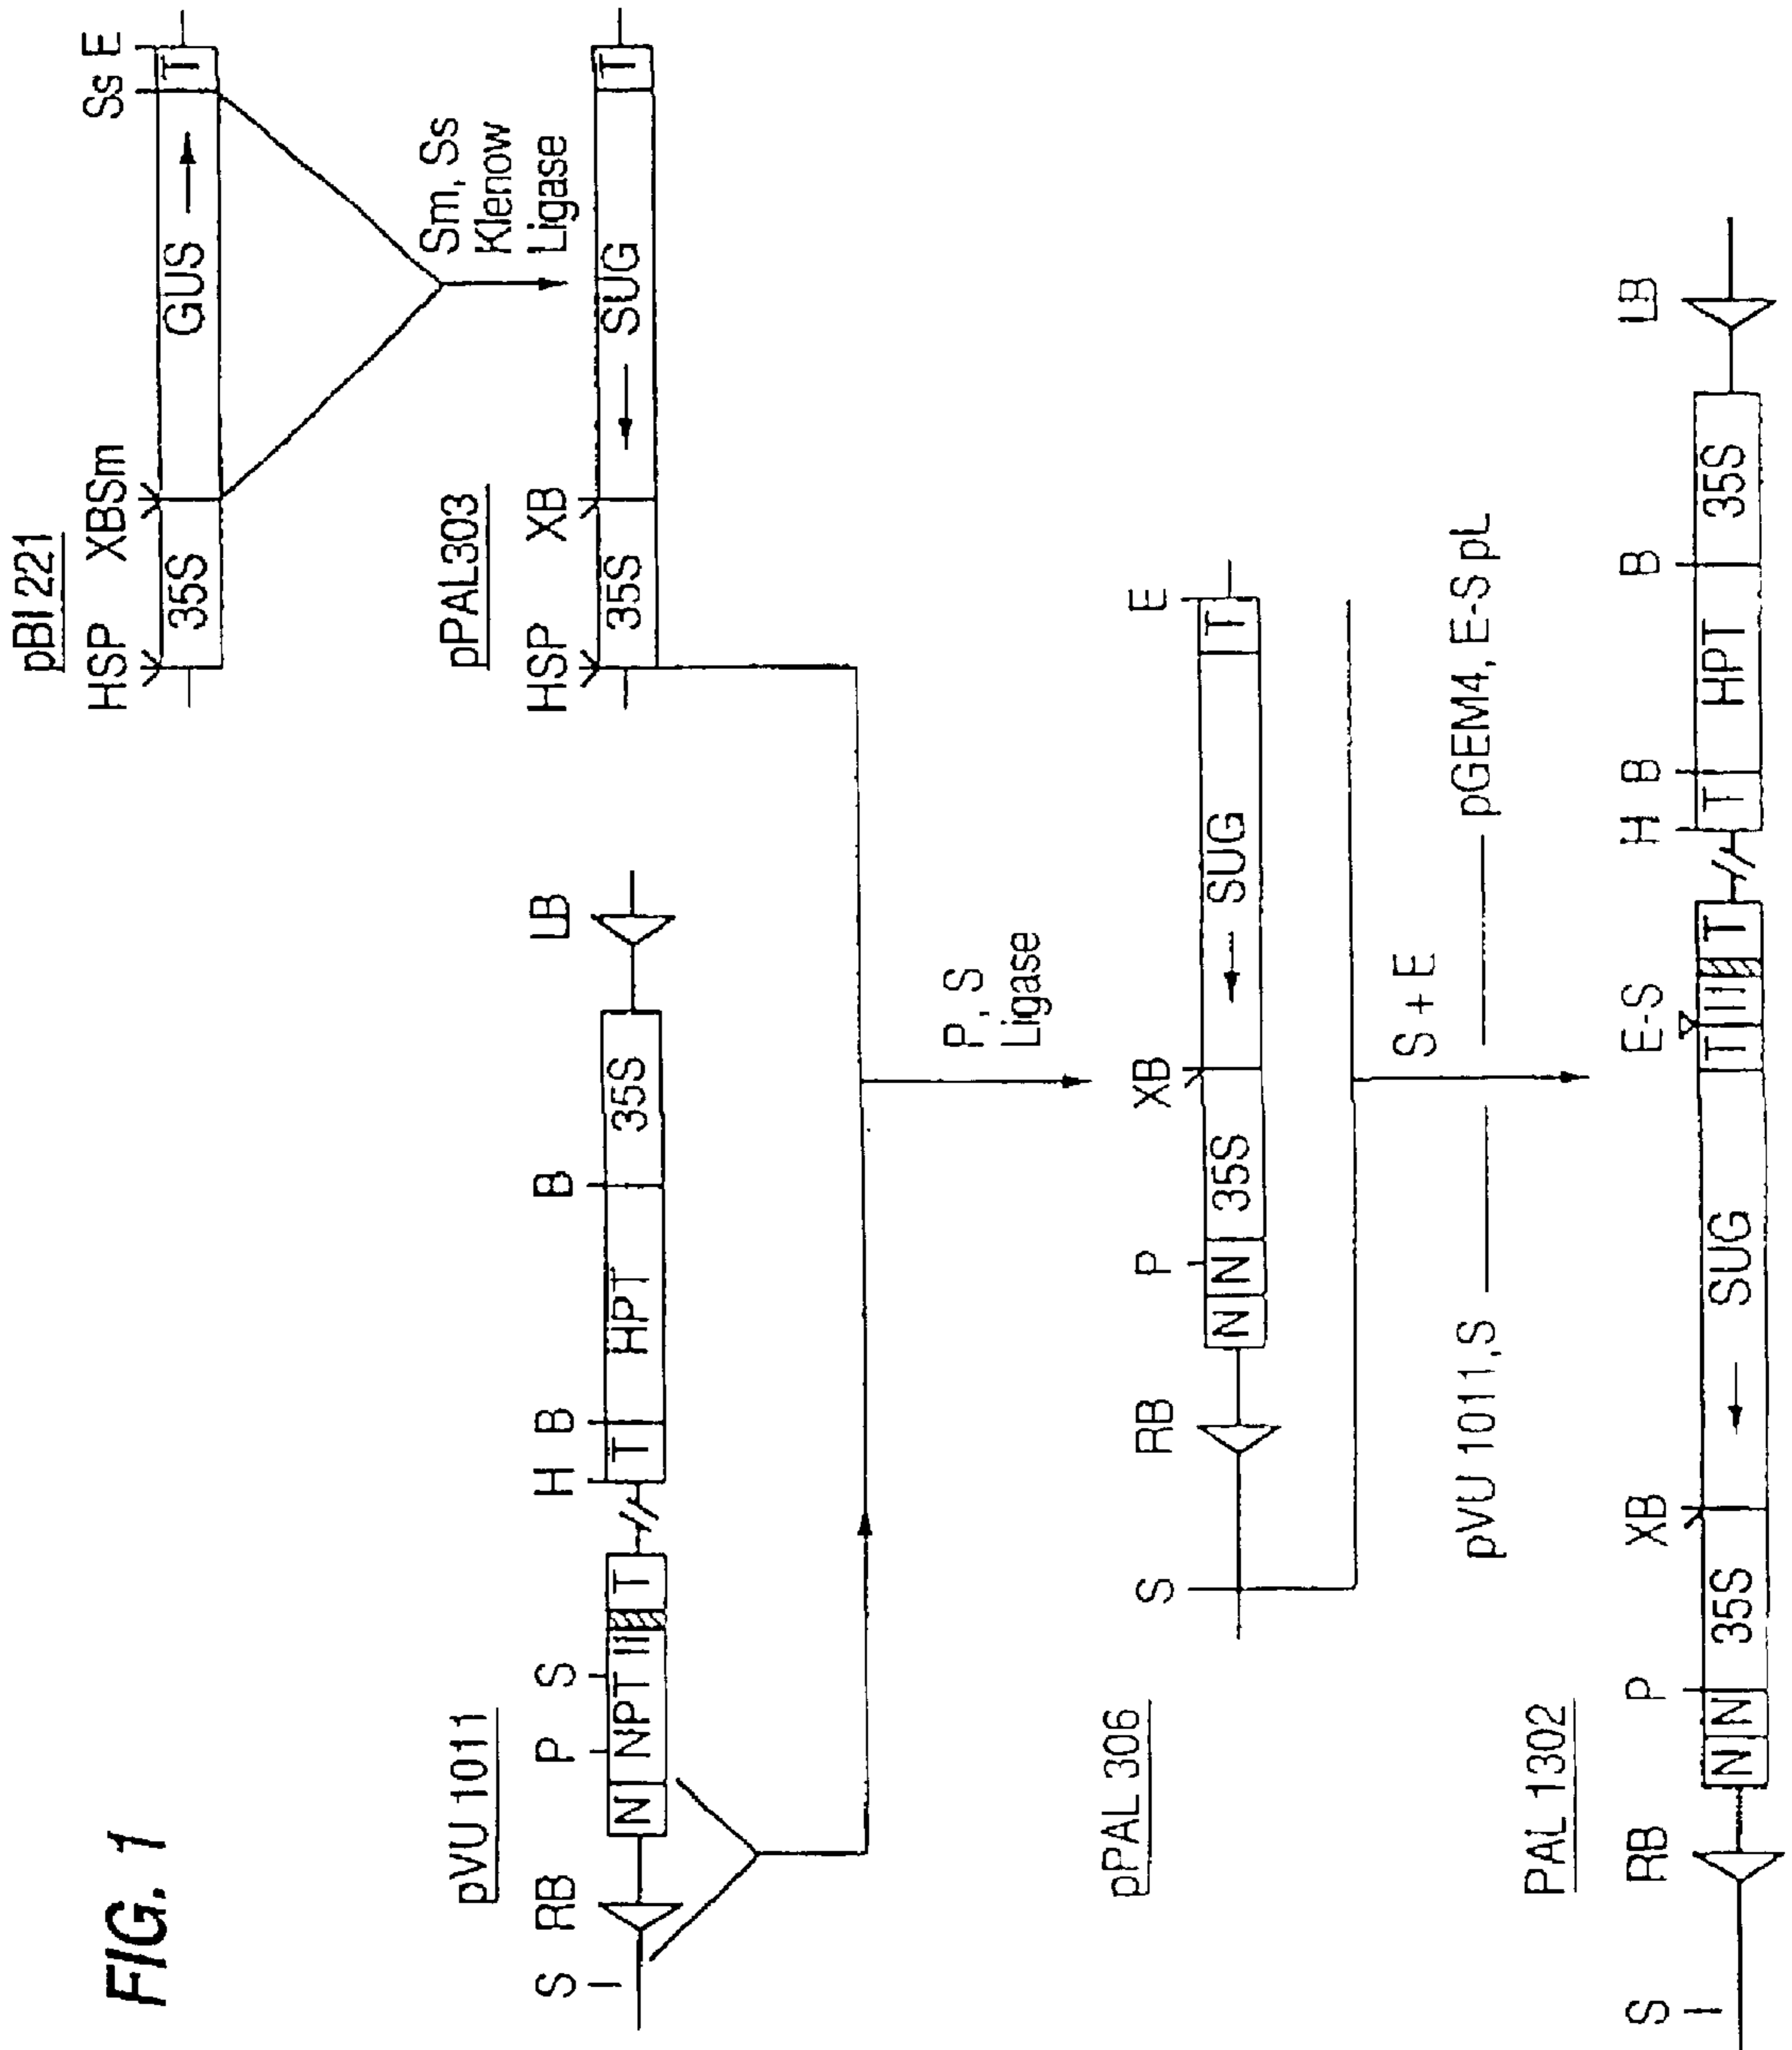 FIG. 1
pBI 221
HSP XBSm Ss E
35S GUS T
Sm, Ss
Klenow
Ligase
pVU 1011
S RB P S H B B LB
N NPT II T T HPT 35S
pPAL303
HSP XB
35S SUG T
P, S
Ligase
pPAL 306
S RB P XB E
N N 35S SUG T
S + E
pVU 1011,S pGEM4, E-S pL
PAL 1302
S RB P XB E-S H B B LB
N N 35S SUG T II T T HPT 35S